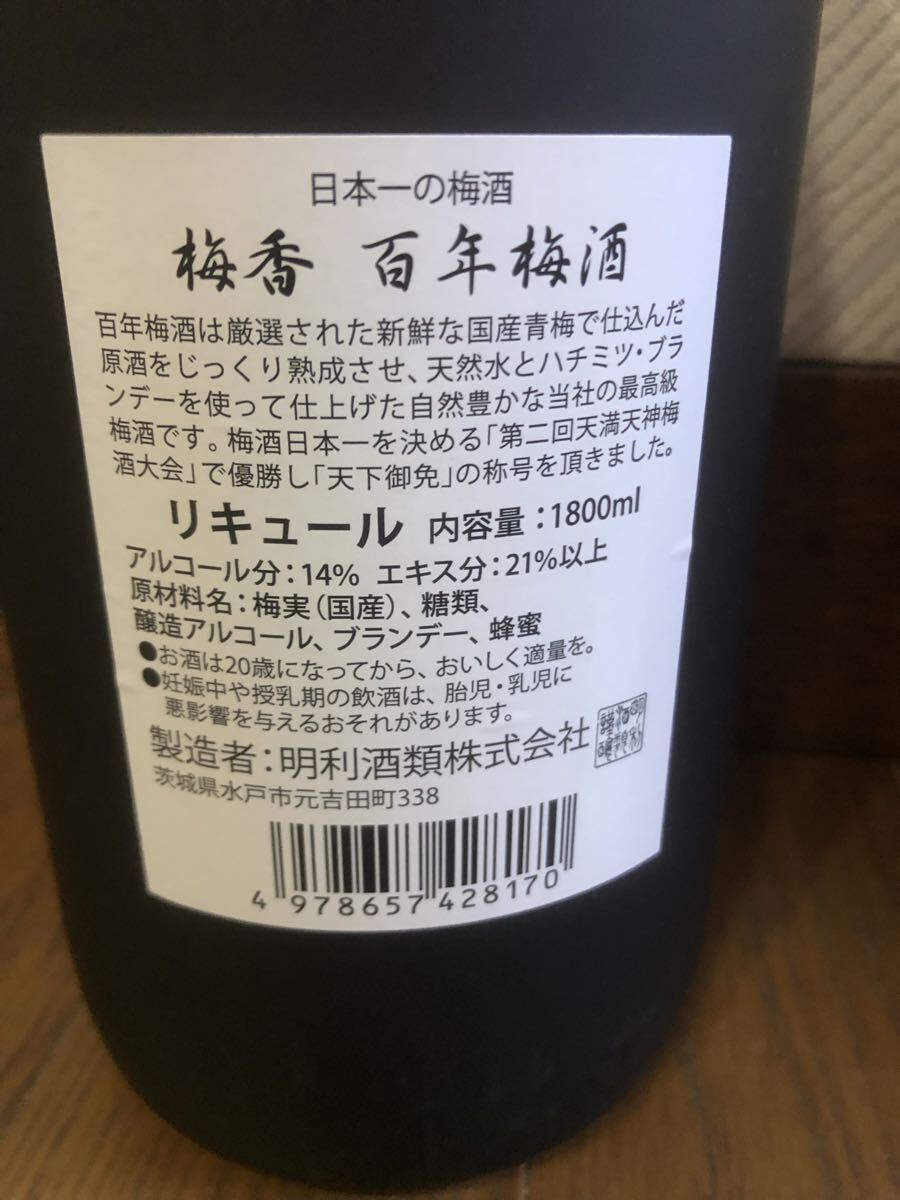 日本一の梅酒
梅香 百年梅酒
百年梅酒は厳選された新鮮な国産青梅で仕込んだ
原酒をじっくり熟成させ、天然水とハチミツ・ブラ
ンデーを使って仕上げた自然豊かな当社の最高級
梅酒です。梅酒日本一を決める「第二回天満天神梅
酒大会」で優勝し「天下御免」の称号を頂きました。
リキュール 内容量：1800ml
アルコール分：14% エキス分：21%以上
原材料名：梅実（国産）、糖類、
醸造アルコール、ブランデー、蜂蜜
●お酒は20歳になってから、おいしく適量を。
●妊娠中や授乳期の飲酒は、胎児・乳児に
悪影響を与えるおそれがあります。
製造者：明利酒類株式会社
茨城県水戸市元吉田町338
4 978657 428170